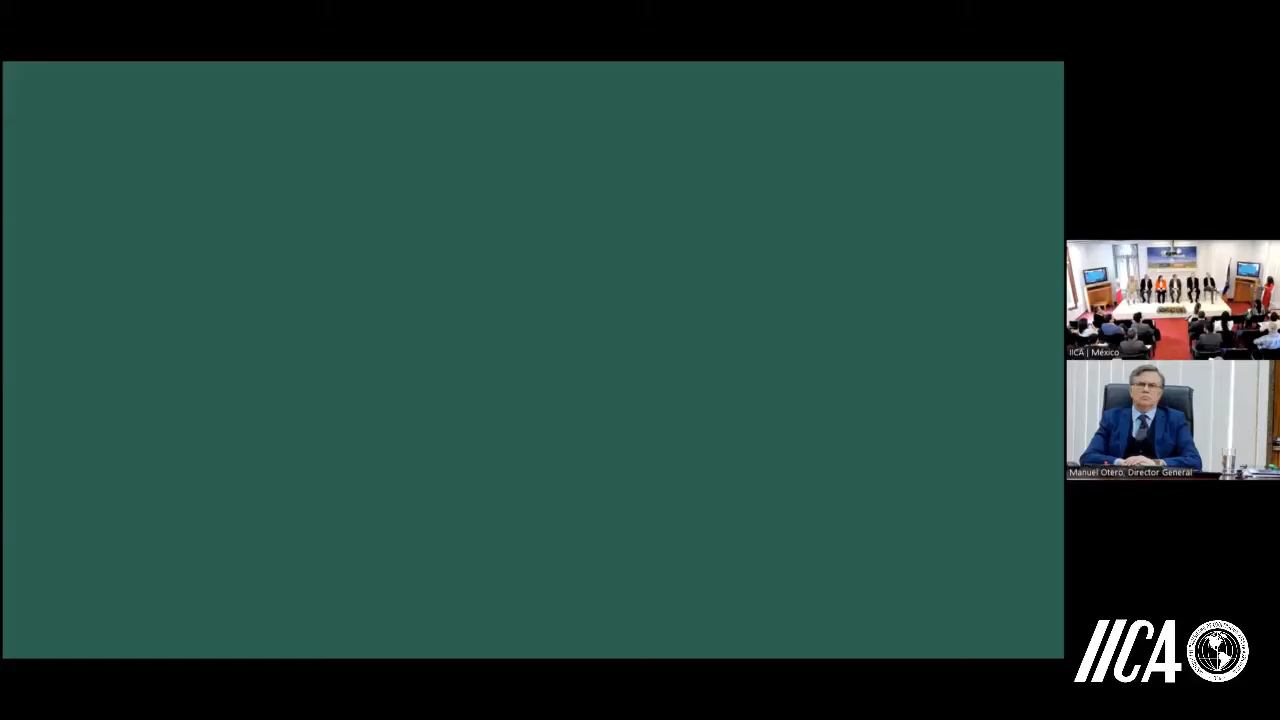 IICA | México
Manuel Otero, Director General
IICA